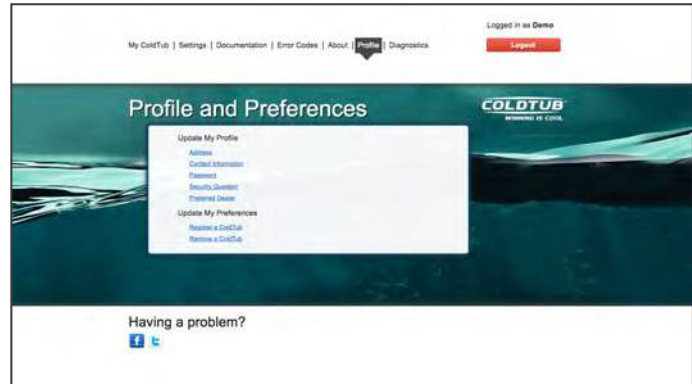 Logged in as Demo
My ColdTub | Settings | Documentation | Error Codes | About | Profile | Diagnostics
Logout
Profile and Preferences
COLDTUB
WINNING IS COOL
Update My Profile
Address
Contact Information
Password
Security Question
Preferred Dealer
Update My Preferences
Register a ColdTub
Remove a ColdTub
Having a problem?